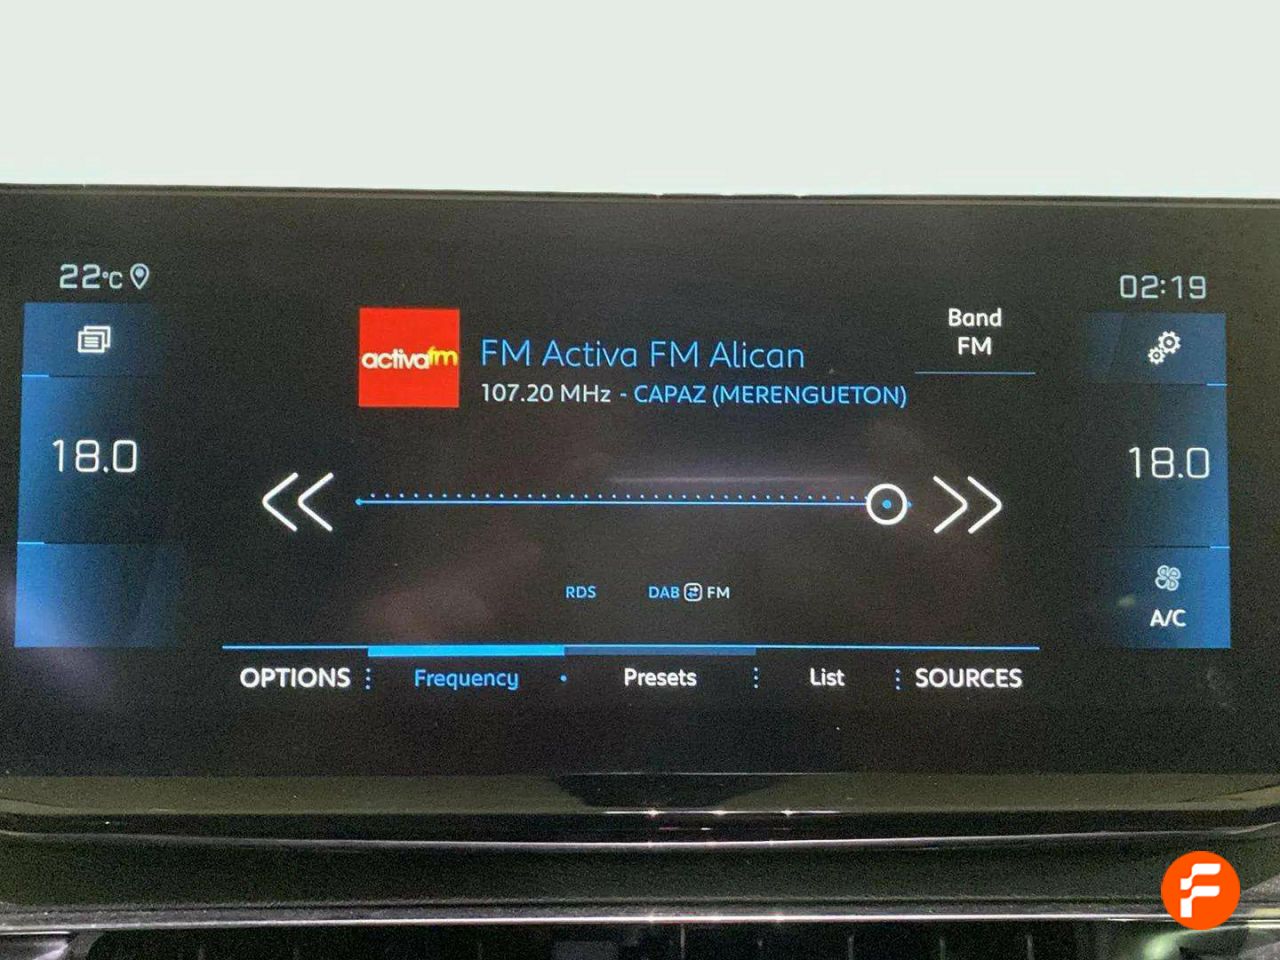 22°C
02:19
Band
FM
activafm
FM Activa FM Alican
107.20 MHz - CAPAZ (MERENGUETON)
18.0
18.0
RDS
DAB FM
A/C
OPTIONS
Frequency
Presets
List
SOURCES